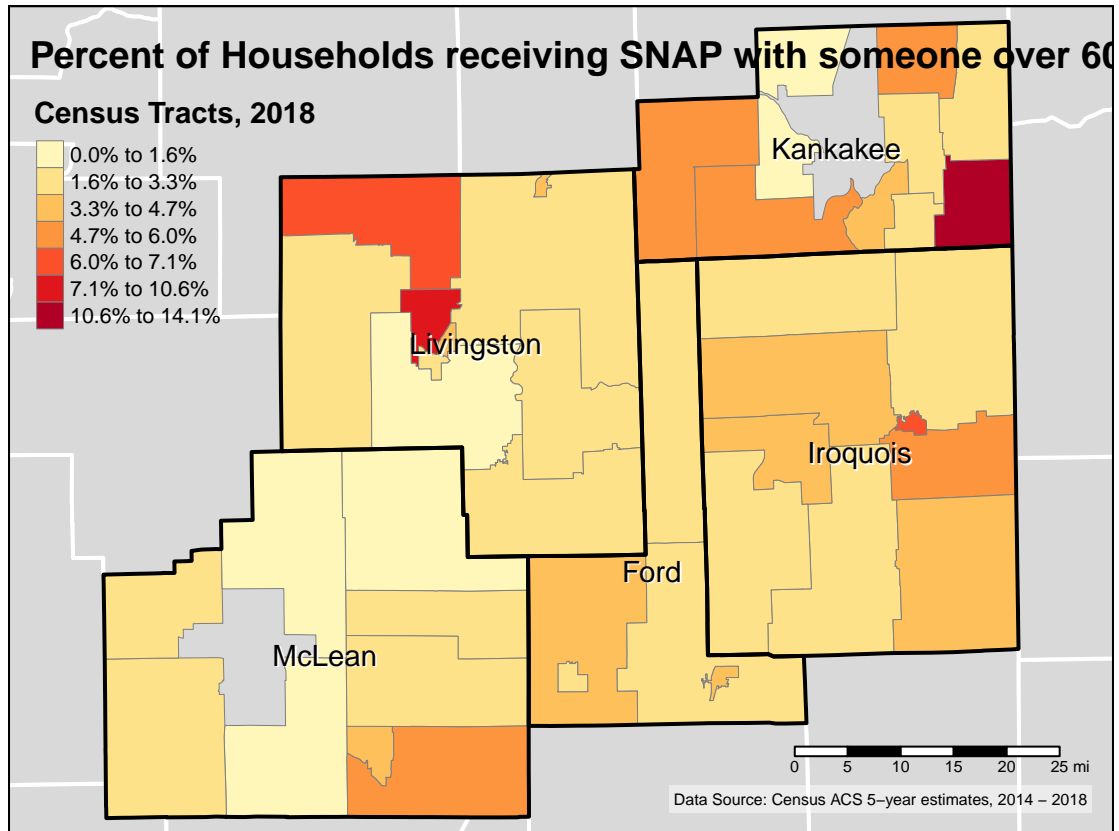 Percent of Households receiving SNAP with someone over 60
Census Tracts, 2018
0.0% to 1.6%
1.6% to 3.3%
3.3% to 4.7%
4.7% to 6.0%
6.0% to 7.1%
7.1% to 10.6%
10.6% to 14.1%
Kankakee
Livingston
Iroquois
Ford
McLean
0 5 10 15 20 25 mi
Data Source: Census ACS 5−year estimates, 2014 − 2018